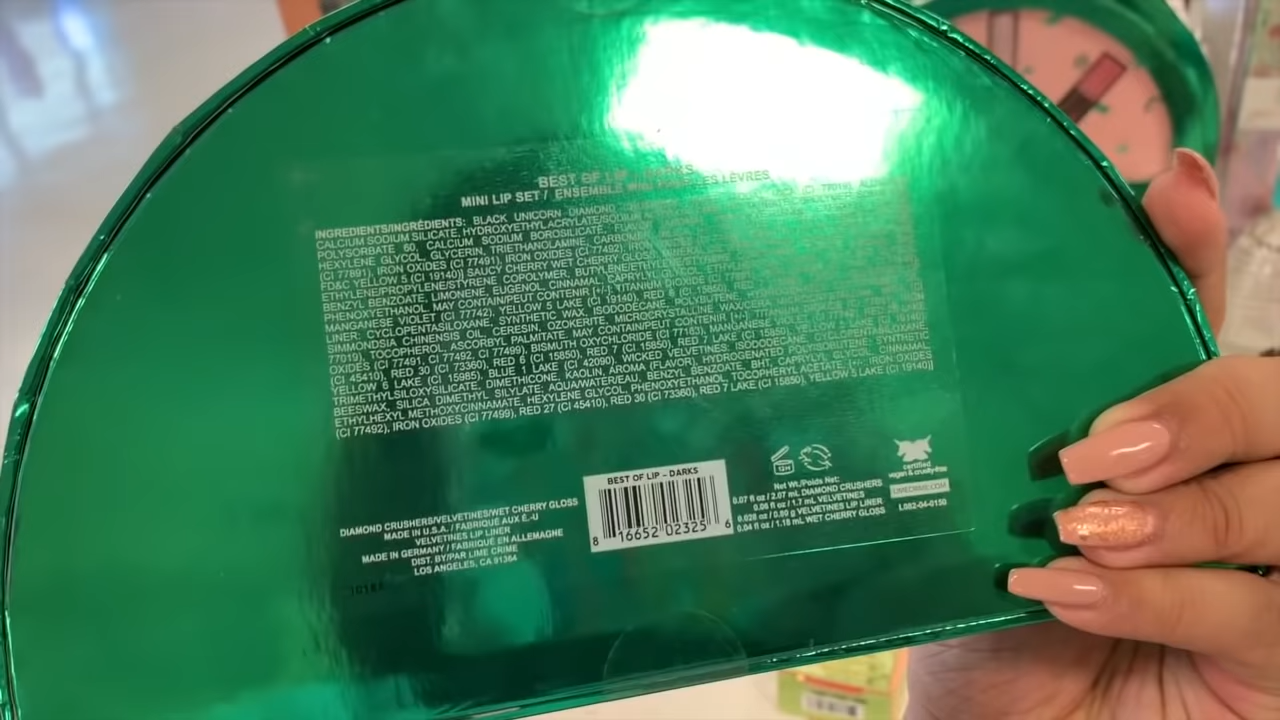 BEST OF LIP - DARKS
MINI LIP SET / ENSEMBLE MINI LÈVRES
INGREDIENTS/INGRÉDIENTS: BLACK UNICORN DIAMOND
CALCIUM SODIUM SILICATE, HYDROXYETHYLACRYLATE/SODIUM
POLYSORBATE 60, CALCIUM SODIUM BOROSILICATE, FLAVOR
HEXYLENE GLYCOL, GLYCERIN, TRIETHANOLAMINE, CARBOMER
(CI 77891), IRON OXIDES (CI 77491), IRON OXIDES (CI 77492), IRON
FD&C YELLOW 5 (CI 19140)] SAUCY CHERRY WET CHERRY GLOSS
ETHYLENE/PROPYLENE/STYRENE COPOLYMER, BUTYLENE/ETHYLENE/STYRENE
BENZYL BENZOATE, LIMONENE, EUGENOL, CINNAMAL, CAPRYLYL GLYCOL,
PHENOXYETHANOL, MAY CONTAIN/PEUT CONTENIR [+/-, TITANIUM DIOXIDE
MANGANESE VIOLET (CI 77742), YELLOW 5 LAKE (CI 19140), RED 6 (CI 15850), RED
LINER: CYCLOPENTASILOXANE, SYNTHETIC WAX, ISODODECANE, POLYBUTENE,
SIMMONDSIA CHINENSIS OIL, CERESIN, OZOKERITE, MICROCRYSTALLINE WAX
77019), TOCOPHEROL, ASCORBYL PALMITATE, MAY CONTAIN/PEUT CONTENIR [+/-,
OXIDES (CI 77491, CI 77492, CI 77499), BISMUTH OXYCHLORIDE (CI 77163), MANGANESE
(CI 45410), RED 30 (CI 73360), RED 6 (CI 15850), RED 7 (CI 15850), RED 7 LAKE (CI 15850), YELLOW 5 LAKE (CI 19140)
YELLOW 6 LAKE (CI 15985), BLUE 1 LAKE (CI 42090), WICKED VELVETINES: ISODODECANE, CYCLOPENTASILOXANE,
TRIMETHYLSILOXYSILICATE, DIMETHICONE, KAOLIN, AROMA (FLAVOR), HYDROGENATED POLYISOBUTENE, SYNTHETIC
BEESWAX, SILICA DIMETHYL SILYLATE, AQUA/WATER/EAU, BENZYL BENZOATE, BHT, CAPRYLYL GLYCOL, CINNAMAL,
ETHYLHEXYL METHOXYCINNAMATE, HEXYLENE GLYCOL, PHENOXYETHANOL, TOCOPHERYL ACETATE, [+/-, IRON OXIDES
(CI 77492), IRON OXIDES (CI 77499), RED 27 (CI 45410), RED 30 (CI 73360), RED 7 LAKE (CI 15850), YELLOW 5 LAKE (CI 19140)]
DIAMOND CRUSHERS/VELVETINES/WET CHERRY GLOSS
MADE IN U.S.A. / FABRIQUÉ AUX É.-U
VELVETINES LIP LINER
MADE IN GERMANY / FABRIQUÉ EN ALLEMAGNE
DIST. BY/PAR LIME CRIME
LOS ANGELES, CA 91364
BEST OF LIP - DARKS
8 16652 02325 6
12M
Net Wt./Poids Net:
0.07 fl oz / 2.07 mL DIAMOND CRUSHERS
0.06 fl oz / 1.7 mL VELVETINES
0.028 oz / 0.80 g VELVETINES LIP LINER
0.04 fl oz / 1.18 mL WET CHERRY GLOSS
certified
vegan & cruelty-free
LIMECRIME.COM
L082-04-0150